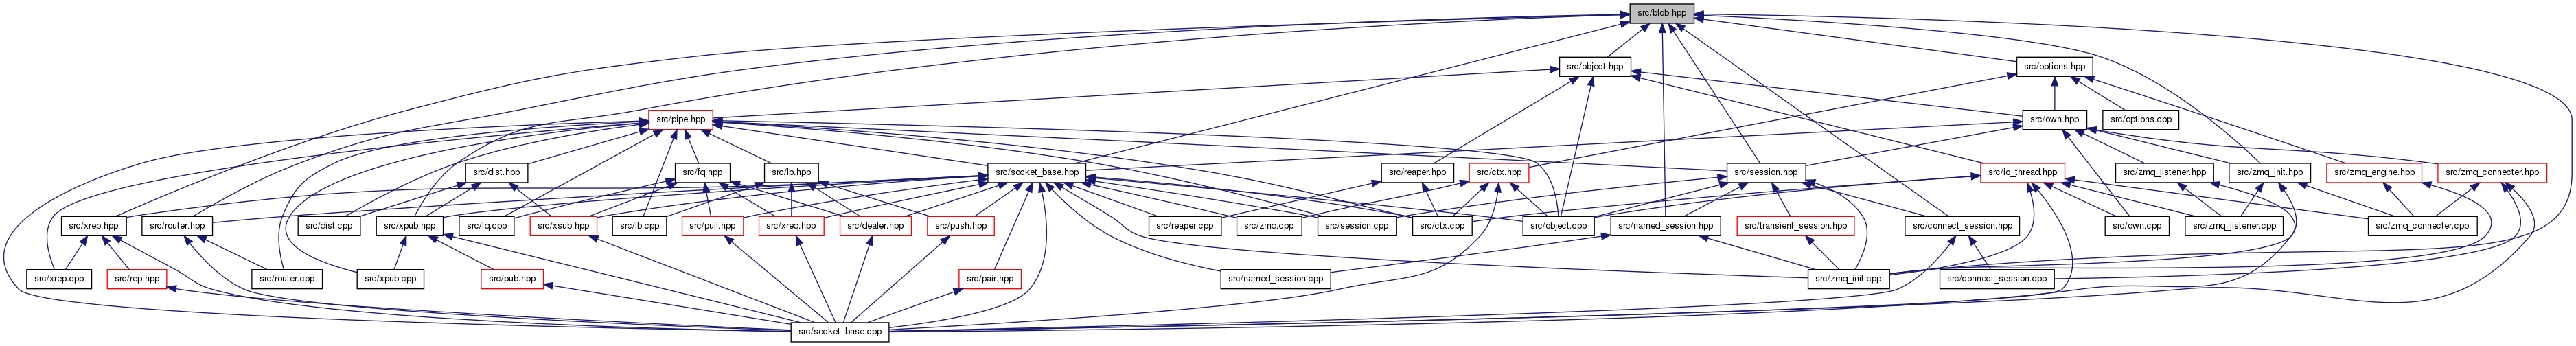 src/blob.hpp
src/object.hpp
src/options.hpp
src/pipe.hpp
src/own.hpp
src/options.cpp
src/dist.hpp
src/fq.hpp
src/lb.hpp
src/socket_base.hpp
src/reaper.hpp
src/ctx.hpp
src/session.hpp
src/io_thread.hpp
src/zmq_listener.hpp
src/zmq_init.hpp
src/zmq_engine.hpp
src/zmq_connecter.hpp
src/xrep.hpp
src/router.hpp
src/dist.cpp
src/xpub.hpp
src/fq.cpp
src/xsub.hpp
src/lb.cpp
src/pull.hpp
src/xreq.hpp
src/dealer.hpp
src/push.hpp
src/reaper.cpp
src/zmq.cpp
src/session.cpp
src/ctx.cpp
src/object.cpp
src/named_session.hpp
src/transient_session.hpp
src/connect_session.hpp
src/own.cpp
src/zmq_listener.cpp
src/zmq_connecter.cpp
src/xrep.cpp
src/rep.hpp
src/router.cpp
src/xpub.cpp
src/pub.hpp
src/pair.hpp
src/named_session.cpp
src/zmq_init.cpp
src/connect_session.cpp
src/socket_base.cpp